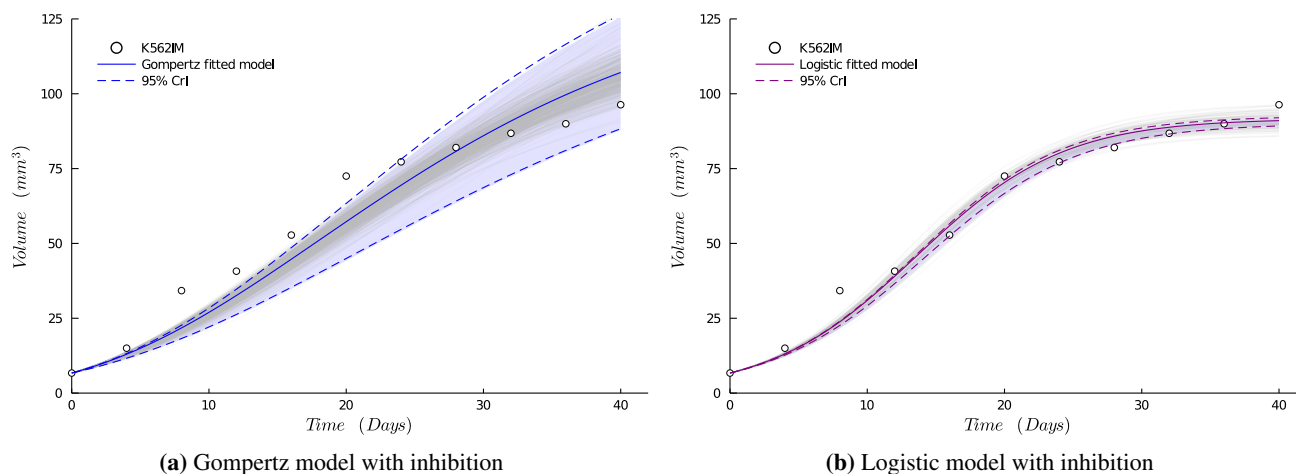 125
100
75
50
25
0
Volume (mm³)
K562IM
Gompertz fitted model
95% CrI
0 10 20 30 40
Time (Days)
(a) Gompertz model with inhibition
125
100
75
50
25
0
Volume (mm³)
K562IM
Logistic fitted model
95% CrI
0 10 20 30 40
Time (Days)
(b) Logistic model with inhibition